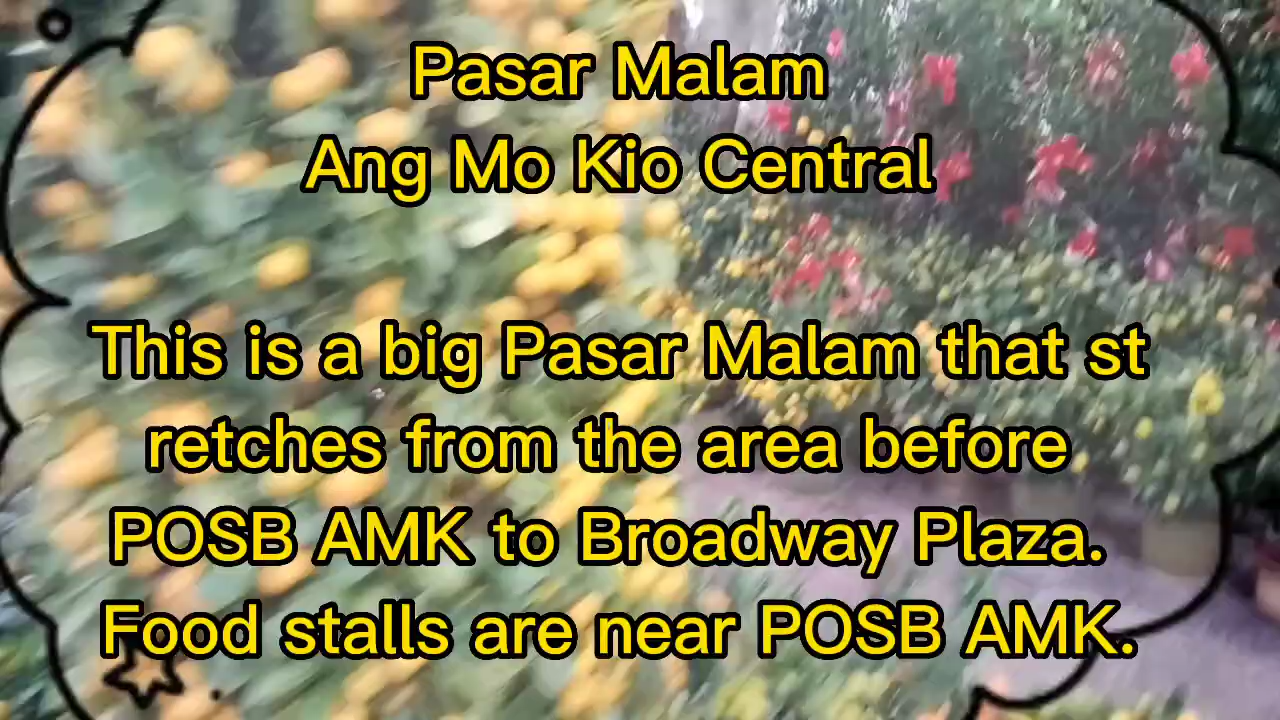 Pasar Malam
Ang Mo Kio Central
This is a big Pasar Malam that st
retches from the area before
POSB AMK to Broadway Plaza.
Food stalls are near POSB AMK.